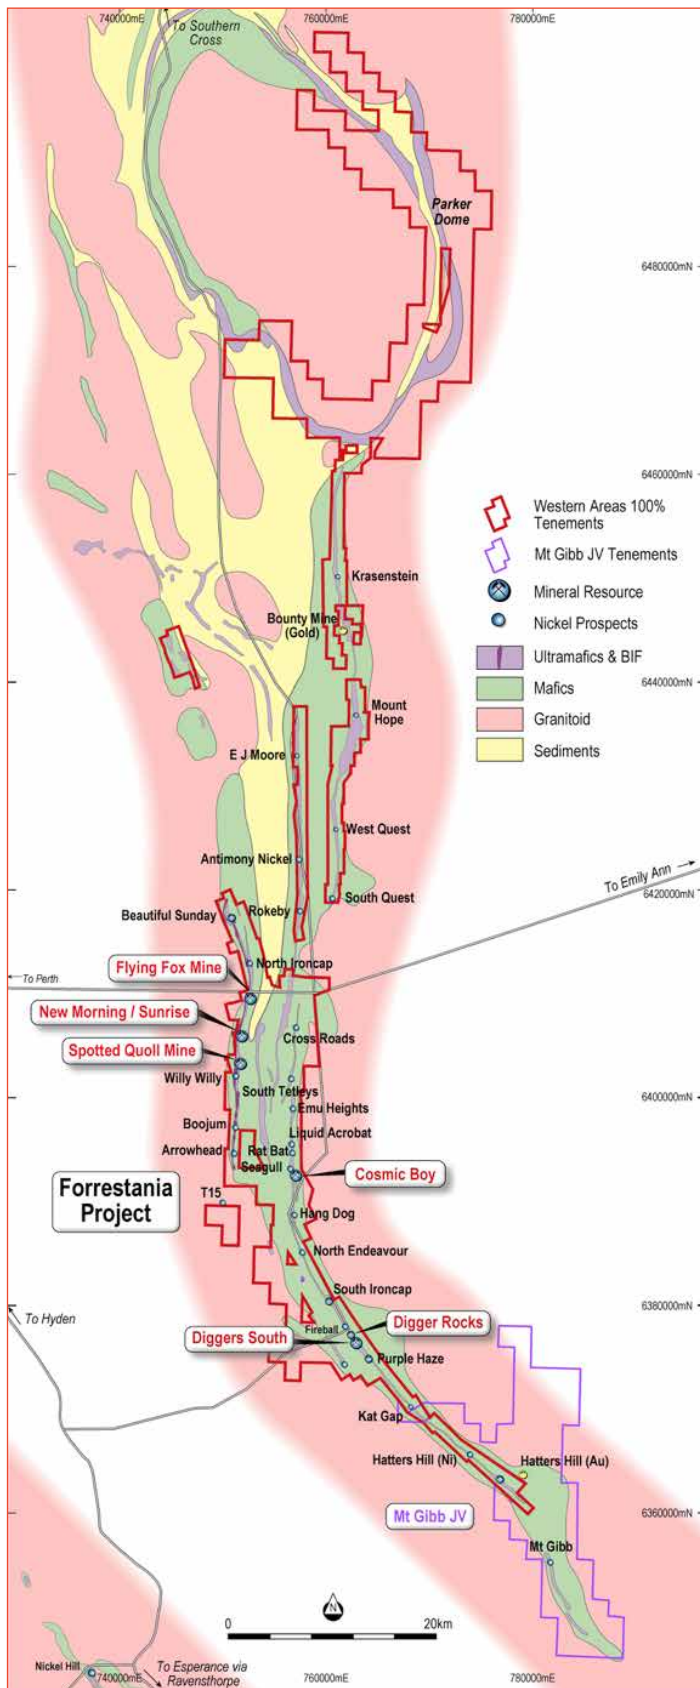 740000mE
760000mE
780000mE
To Southern
Cross
Parker
Dome
6480000mN
6460000mN
Western Areas 100%
Tenements
Mt Gibb JV Tenements
Mineral Resource
Nickel Prospects
Ultramafics & BIF
Mafics
Granitoid
Sediments
Krasenstein
Bounty Mine
(Gold)
6440000mN
Mount
Hope
E J Moore
West Quest
Antimony Nickel
To Emily Ann
6420000mN
South Quest
Beautiful Sunday
Rokeby
North Ironcap
Flying Fox Mine
To Perth
New Morning / Sunrise
Cross Roads
Spotted Quoll Mine
Willy Willy
South Tetleys
6400000mN
Emu Heights
Boojum
Liquid Acrobat
Arrowhead
Rat Bat
Seagull
Cosmic Boy
Forrestania
Project
T15
Hang Dog
North Endeavour
South Ironcap
6380000mN
To Hyden
Fireball
Digger Rocks
Diggers South
Purple Haze
Kat Gap
Hatters Hill (Ni)
Hatters Hill (Au)
Mt Gibb JV
6360000mN
Mt Gibb
N
0
20km
Nickel Hill
To Esperance via
Ravensthorpe
740000mE
760000mE
780000mE